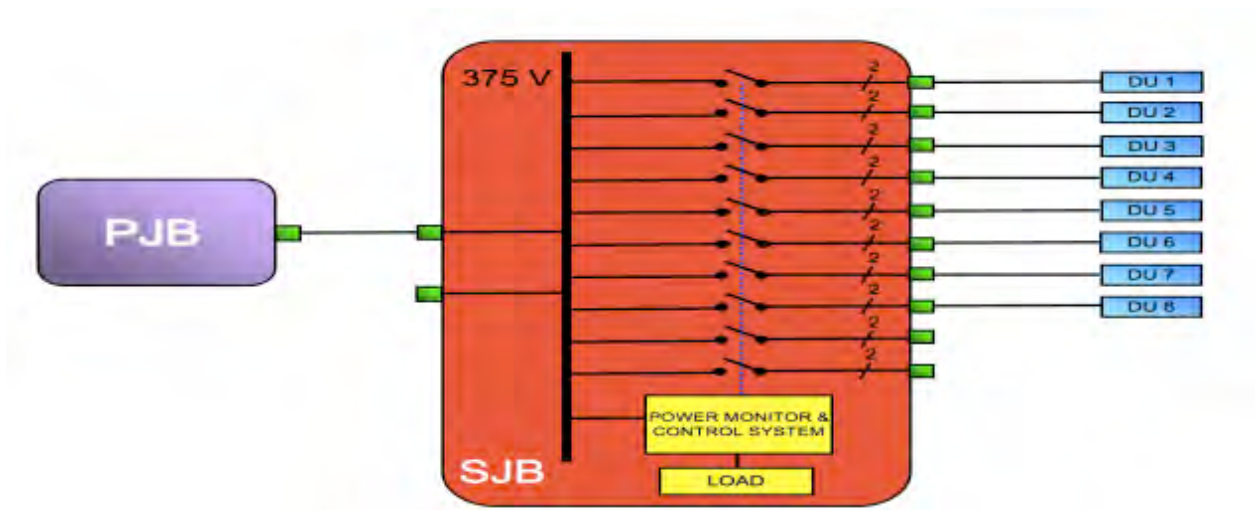 375 V
2
DU 1
2
DU 2
2
DU 3
2
DU 4
2
DU 5
2
DU 6
2
DU 7
2
DU 8
2
2
PJB
POWER MONITOR &
CONTROL SYSTEM
SJB
LOAD